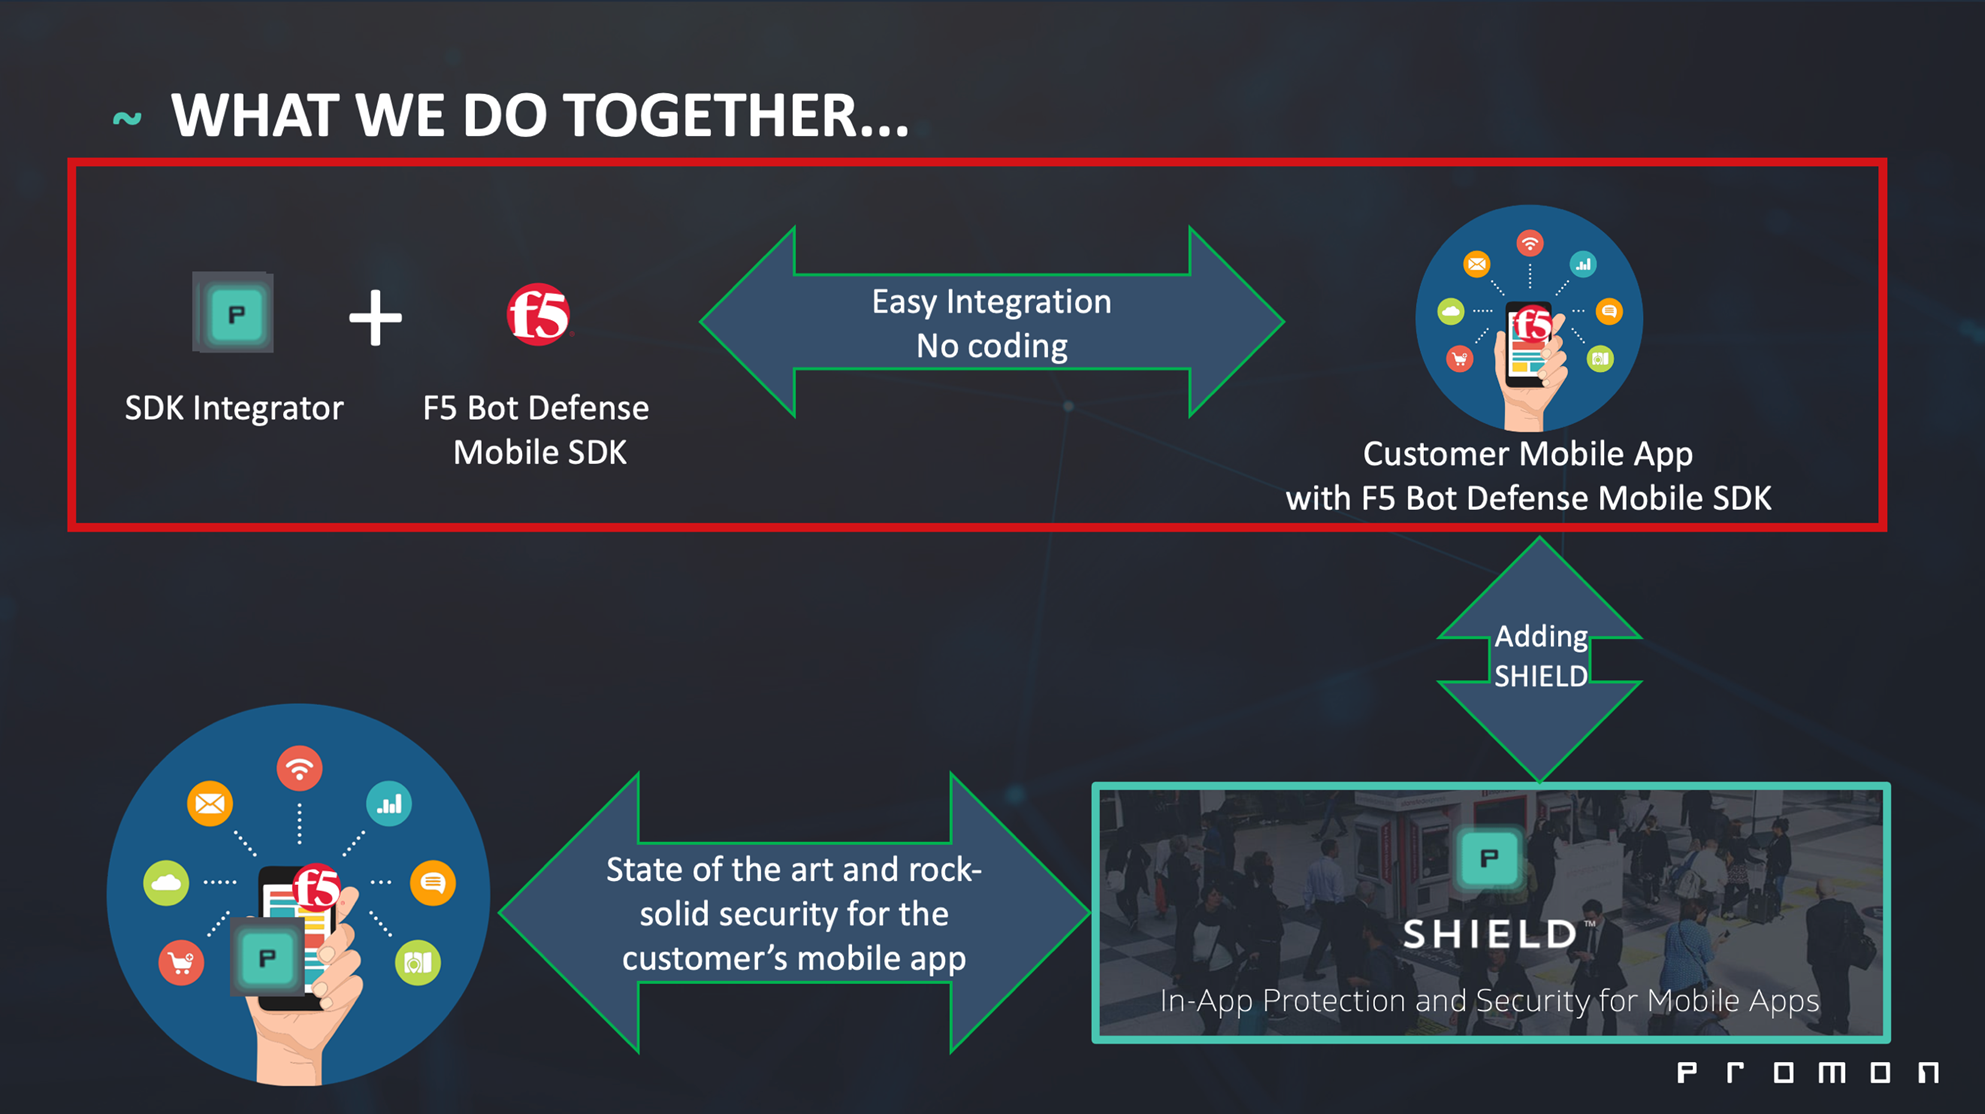 ~ WHAT WE DO TOGETHER...
P
f5
Easy Integration
No coding
f5
SDK Integrator
F5 Bot Defense
Mobile SDK
Customer Mobile App
with F5 Bot Defense Mobile SDK
Adding
SHIELD
f5
P
State of the art and rock-
solid security for the
customer’s mobile app
P
SHIELD™
In-App Protection and Security for Mobile Apps
promon